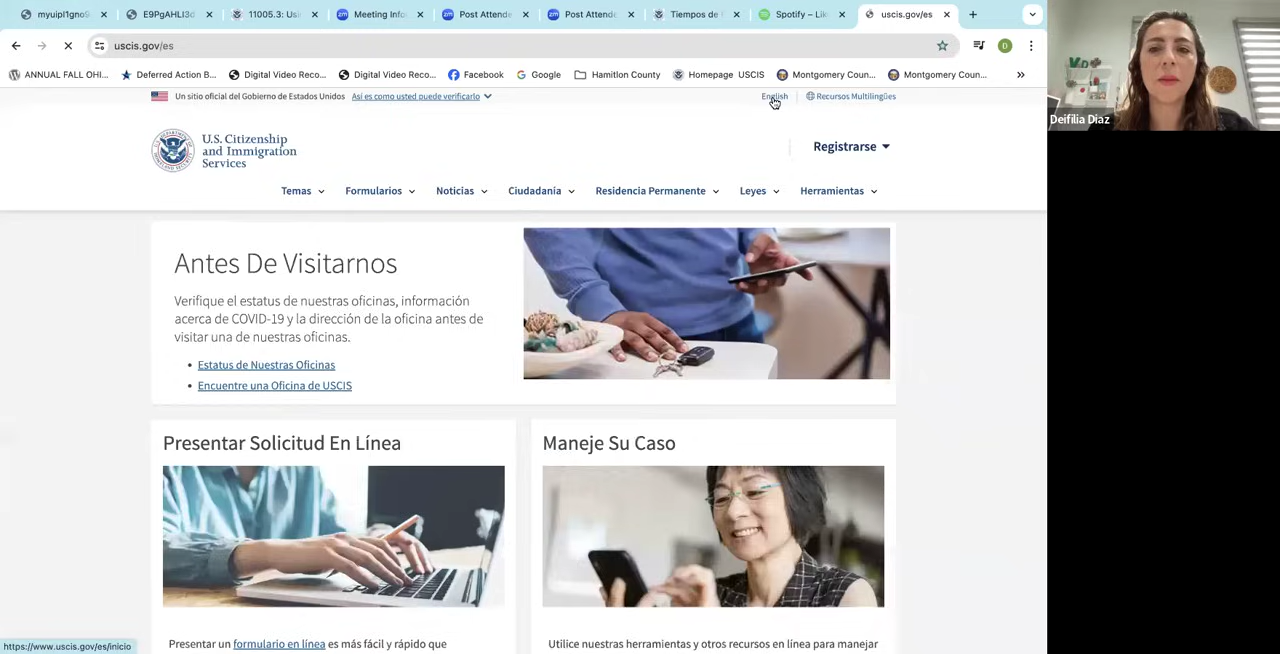 myuipl1gno9
E9PgAHLI3d
11005.3: Usi
Meeting Info
Post Attende
Post Attende
Tiempos de
Spotify – Lik
uscis.gov/es
uscis.gov/es
ANNUAL FALL OHI...
Deferred Action B...
Digital Video Reco...
Digital Video Reco...
Facebook
Google
Hamitlon County
Homepage USCIS
Montgomery Coun...
Montgomery Coun...
Un sitio oficial del Gobierno de Estados Unidos Así es como usted puede verificarlo
English
Recursos Multilingües
U.S. Citizenship
and Immigration
Services
Registrarse
Temas Formularios Noticias Ciudadanía Residencia Permanente Leyes Herramientas
Antes De Visitarnos
Verifique el estatus de nuestras oficinas, información
acerca de COVID-19 y la dirección de la oficina antes de
visitar una de nuestras oficinas.
Estatus de Nuestras Oficinas
Encuentre una Oficina de USCIS
Presentar Solicitud En Línea
Maneje Su Caso
Presentar un formulario en línea es más fácil y rápido que
Utilice nuestras herramientas y otros recursos en línea para manejar
https://www.uscis.gov/es/inicio
Deifilia Diaz